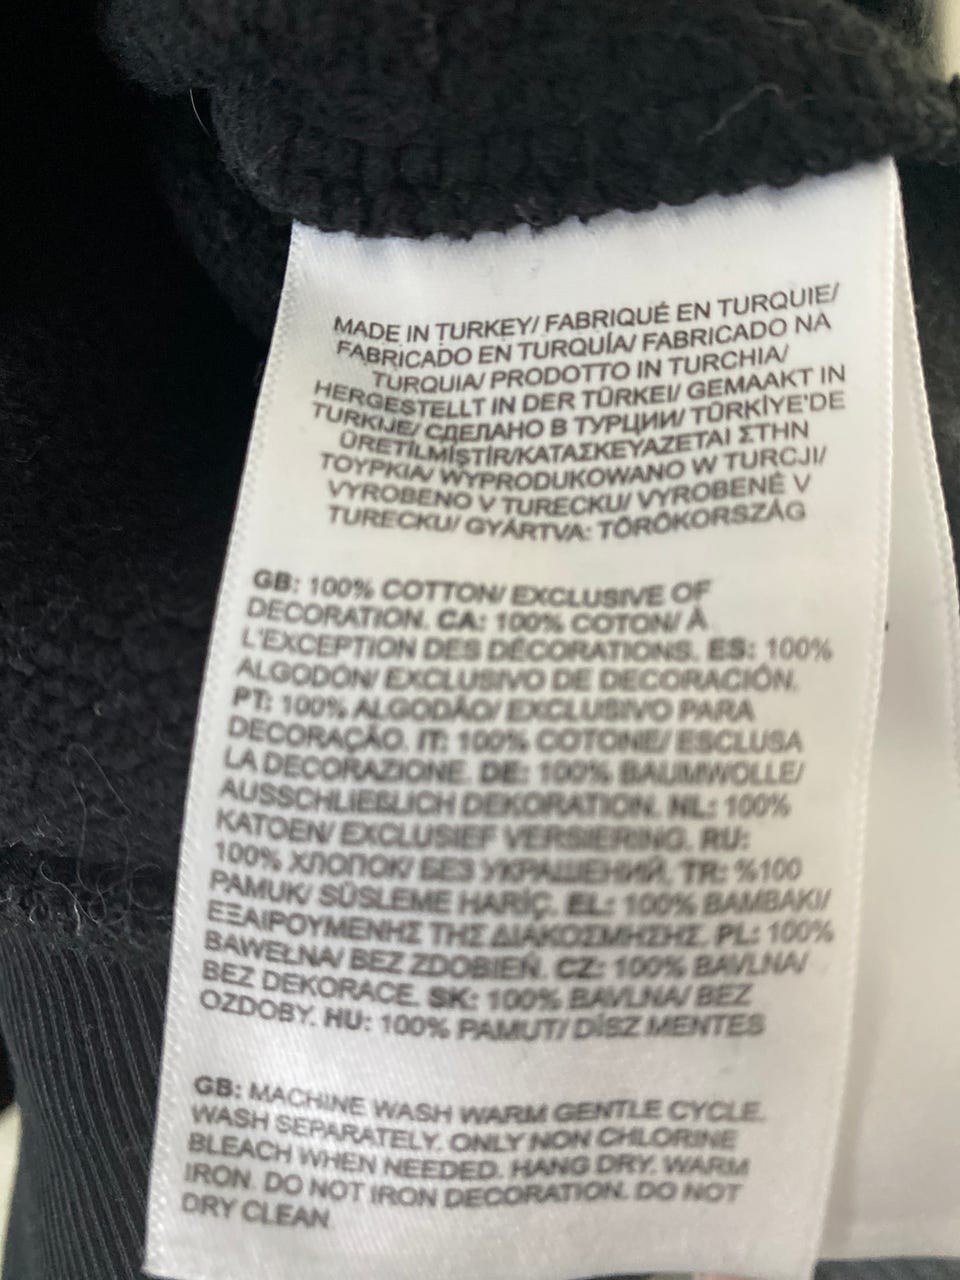 MADE IN TURKEY/ FABRIQUÉ EN TURQUIE/
FABRICADO EN TURQUÍA/ FABRICADO NA
TURQUIA/ PRODOTTO IN TURCHIA/
HERGESTELLT IN DER TÜRKEI/ GEMAAKT IN
TURKIJE/ СДЕЛАНО В ТУРЦИИ/ TÜRKİYE'DE
ÜRETİLMİŞTİR/ΚΑΤΑΣΚΕΥΑΖΕΤΑΙ ΣΤΗΝ
ΤΟΥΡΚΙΑ/ WYPRODUKOWANO W TURCJI/
VYROBENO V TURECKU/ VYROBENÉ V
TURECKU/ GYÁRTVA: TÖRÖKORSZÁG
GB: 100% COTTON/ EXCLUSIVE OF
DECORATION. CA: 100% COTON/ À
L'EXCEPTION DES DÉCORATIONS. ES: 100%
ALGODÓN/ EXCLUSIVO DE DECORACIÓN.
PT: 100% ALGODÃO/ EXCLUSIVO PARA
DECORAÇÃO. IT: 100% COTONE/ ESCLUSA
LA DECORAZIONE. DE: 100% BAUMWOLLE/
AUSSCHLIEßLICH DEKORATION. NL: 100%
KATOEN/ EXCLUSIEF VERSIERING. RU:
100% ХЛОПОК/ БЕЗ УКРАШЕНИЙ. TR: %100
PAMUK/ SÜSLEME HARİÇ. EL: 100% ΒΑΜΒΑΚΙ/
ΕΞΑΙΡΟΥΜΕΝΗΣ ΤΗΣ ΔΙΑΚΟΣΜΗΣΗΣ. PL: 100%
BAWEŁNA/ BEZ ZDOBIEŃ. CZ: 100% BAVLNA/
BEZ DEKORACE. SK: 100% BAVLNA/ BEZ
OZDOBY. HU: 100% PAMUT/ DÍSZ MENTES
GB: MACHINE WASH WARM GENTLE CYCLE.
WASH SEPARATELY. ONLY NON CHLORINE
BLEACH WHEN NEEDED. HANG DRY. WARM
IRON. DO NOT IRON DECORATION. DO NOT
DRY CLEAN.